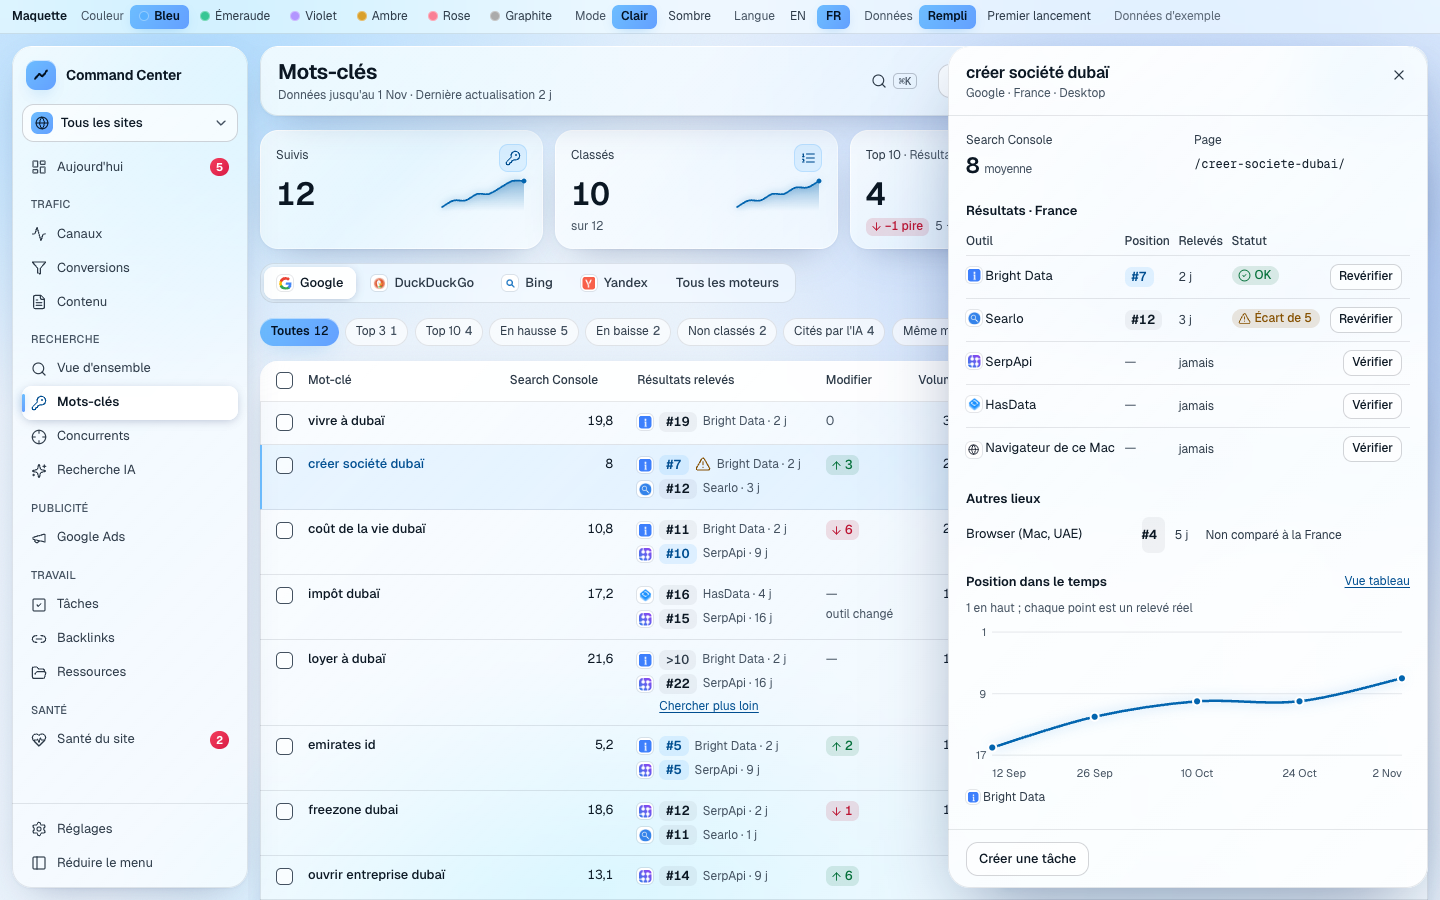 Maquette Couleur Bleu Émeraude Violet Ambre Rose Graphite Mode Clair Sombre Langue EN FR Données Rempli Premier lancement Données d'exemple
Command Center
Tous les sites
Aujourd'hui 5
TRAFIC
Canaux
Conversions
Contenu
RECHERCHE
Vue d'ensemble
Mots-clés
Concurrents
Recherche IA
PUBLICITÉ
Google Ads
TRAVAIL
Tâches
Backlinks
Ressources
SANTÉ
Santé du site 2
Réglages
Réduire le menu
Mots-clés
Données jusqu'au 1 Nov · Dernière actualisation 2 j
⌘K
Suivis
12
Classés
10
sur 12
Top 10 · Résulta
4
↓ −1 pire 5
Google DuckDuckGo Bing Yandex Tous les moteurs
Toutes 12 Top 3 1 Top 10 4 En hausse 5 En baisse 2 Non classés 2 Cités par l'IA 4 Même m
Mot-clé Search Console Résultats relevés Modifier Volum
vivre à dubaï 19,8 #19 Bright Data · 2 j 0 3
créer société dubaï 8 #7 Bright Data · 2 j ↑ 3 2
#12 Searlo · 3 j
coût de la vie dubaï 10,8 #11 Bright Data · 2 j ↓ 6 2
#10 SerpApi · 9 j
impôt dubaï 17,2 #16 HasData · 4 j — 1
#15 SerpApi · 16 j outil changé
loyer à dubaï 21,6 >10 Bright Data · 2 j — 1
#22 SerpApi · 16 j
Chercher plus loin
emirates id 5,2 #5 Bright Data · 2 j ↑ 2 1
#5 SerpApi · 9 j
freezone dubai 18,6 #12 SerpApi · 2 j ↓ 1 1
#11 Searlo · 1 j
ouvrir entreprise dubaï 13,1 #14 SerpApi · 9 j ↑ 6
créer société dubaï
Google · France · Desktop
Search Console Page
8 moyenne /creer-societe-dubai/
Résultats · France
Outil Position Relevés Statut
Bright Data #7 2 j OK Revérifier
Searlo #12 3 j Écart de 5 Revérifier
SerpApi — jamais Vérifier
HasData — jamais Vérifier
Navigateur de ce Mac — jamais Vérifier
Autres lieux
Browser (Mac, UAE) #4 5 j Non comparé à la France
Position dans le temps Vue tableau
1 en haut ; chaque point est un relevé réel
1
9
17
12 Sep 26 Sep 10 Oct 24 Oct 2 Nov
Bright Data
Créer une tâche